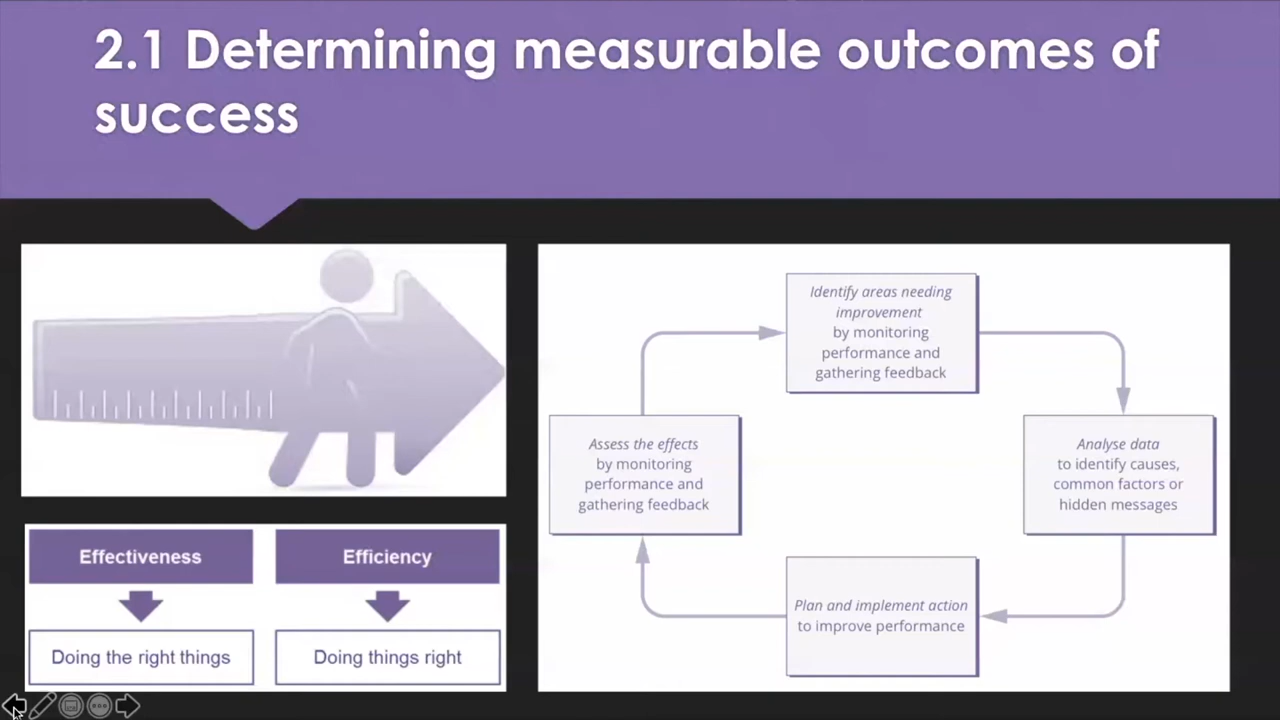 2.1 Determining measurable outcomes of
success
Effectiveness
Efficiency
Doing the right things
Doing things right
Identify areas needing
improvement
by monitoring
performance and
gathering feedback
Analyse data
to identify causes,
common factors or
hidden messages
Plan and implement action
to improve performance
Assess the effects
by monitoring
performance and
gathering feedback